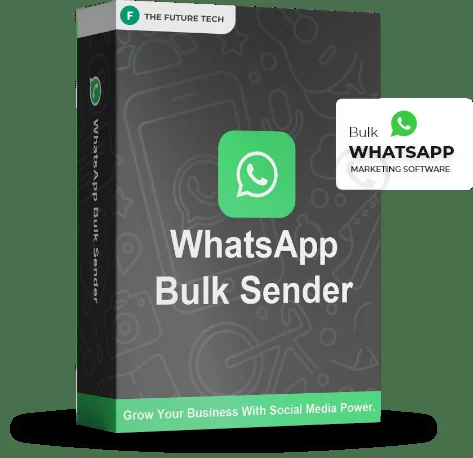 F THE FUTURE TECH
WhatsApp Bulk Sender
Bulk
WHATSAPP
MARKETING SOFTWARE
WhatsApp
Bulk Sender
Grow Your Business With Social Media Power.